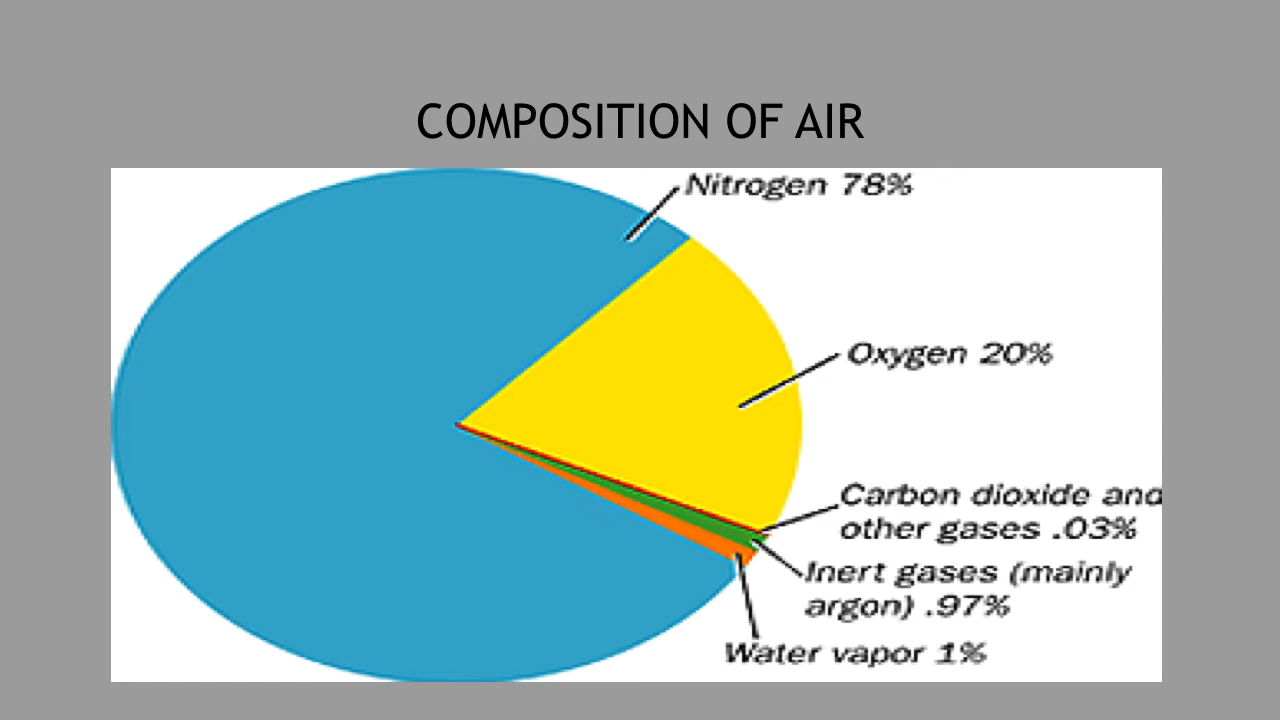 COMPOSITION OF AIR
Nitrogen 78%
Oxygen 20%
Carbon dioxide and
other gases .03%
Inert gases (mainly
argon) .97%
Water vapor 1%